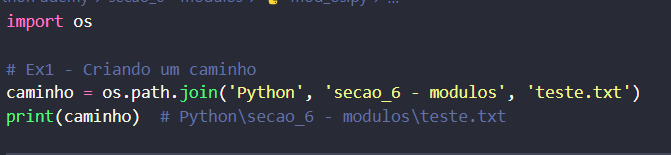 import os
# Ex1 - Criando um caminho
caminho = os.path.join('Python', 'secao_6 - modulos', 'teste.txt')
print(caminho)  # Python\secao_6 - modulos\teste.txt